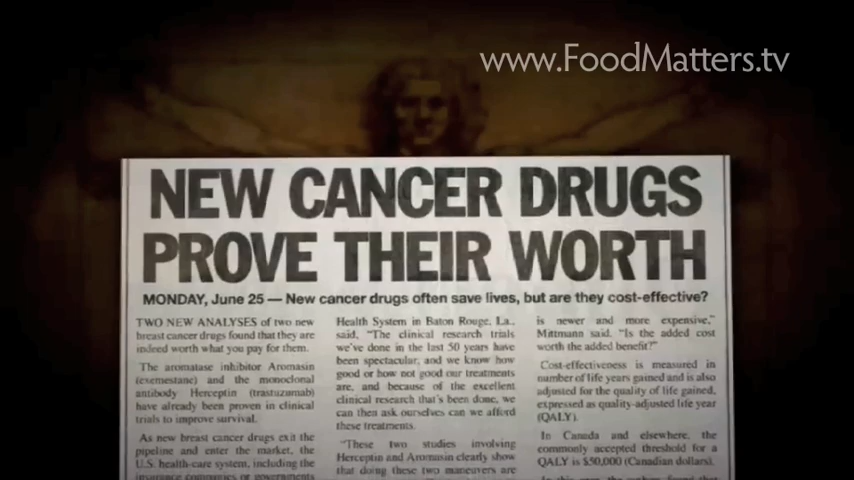 www.FoodMatters.tv
NEW CANCER DRUGS
PROVE THEIR WORTH
MONDAY, June 25 — New cancer drugs often save lives, but are they cost-effective?
TWO NEW ANALYSES of two new
breast cancer drugs found that they are
indeed worth what you pay for them.
The aromatase inhibitor Aromasin
(exemestane) and the monoclonal
antibody Herceptin (trastuzumab)
have already been proven in clinical
trials to improve survival.
As new breast cancer drugs exit the
pipeline and enter the market, the
U.S. health-care system, including the
insurance companies or governments
Health System in Baton Rouge, La.,
said, "The clinical research trials
we've done in the last 50 years have
been spectacular, and we know how
good or how not good our treatments
are, and because of the excellent
clinical research that's been done, we
can then ask ourselves can we afford
these treatments.
"These two studies involving
Herceptin and Aromasin clearly show
that doing these two maneuvers are
is newer and more expensive,"
Mittmann said. "Is the added cost
worth the added benefit?"
Cost-effectiveness is measured in
number of life years gained and is also
adjusted for the quality of life gained,
expressed as quality-adjusted life year
(QALY).
In Canada and elsewhere, the
commonly accepted threshold for a
QALY is $50,000 (Canadian dollars).